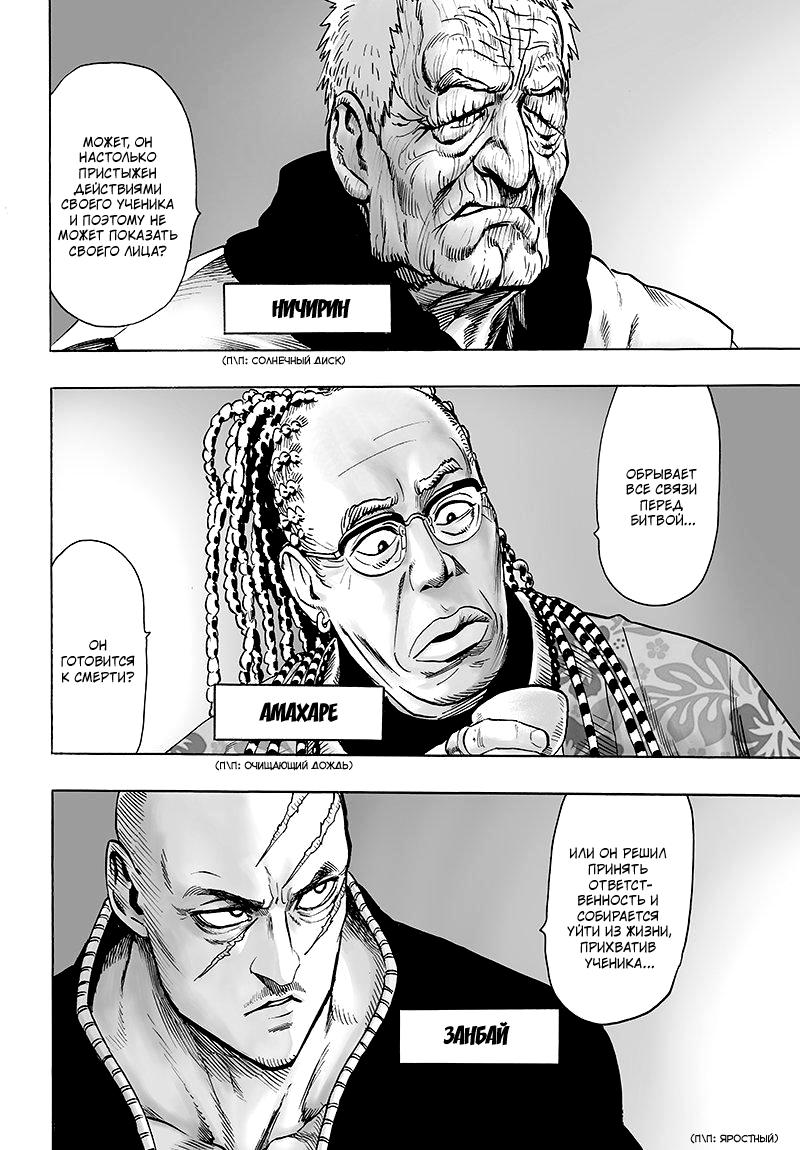 МОЖЕТ, ОН
НАСТОЛЬКО
ПРИСТЫЖЕН
ДЕЙСТВИЯМИ
СВОЕГО УЧЕНИКА
И ПОЭТОМУ НЕ
МОЖЕТ ПОКАЗАТЬ
СВОЕГО ЛИЦА?
НИЧИРИН
(П\П: СОЛНЕЧНЫЙ ДИСК)
ОБРЫВАЕТ
ВСЕ СВЯЗИ
ПЕРЕД
БИТВОЙ...
ОН
ГОТОВИТСЯ
К СМЕРТИ?
АМАХАРЕ
(П\П: ОЧИЩАЮЩИЙ ДОЖДЬ)
ИЛИ ОН РЕШИЛ
ПРИНЯТЬ
ОТВЕТСТ-
ВЕННОСТЬ И
СОБИРАЕТСЯ
УЙТИ ИЗ ЖИЗНИ,
ПРИХВАТИВ
УЧЕНИКА...
ЗАНБАЙ
(П\П: ЯРОСТНЫЙ)